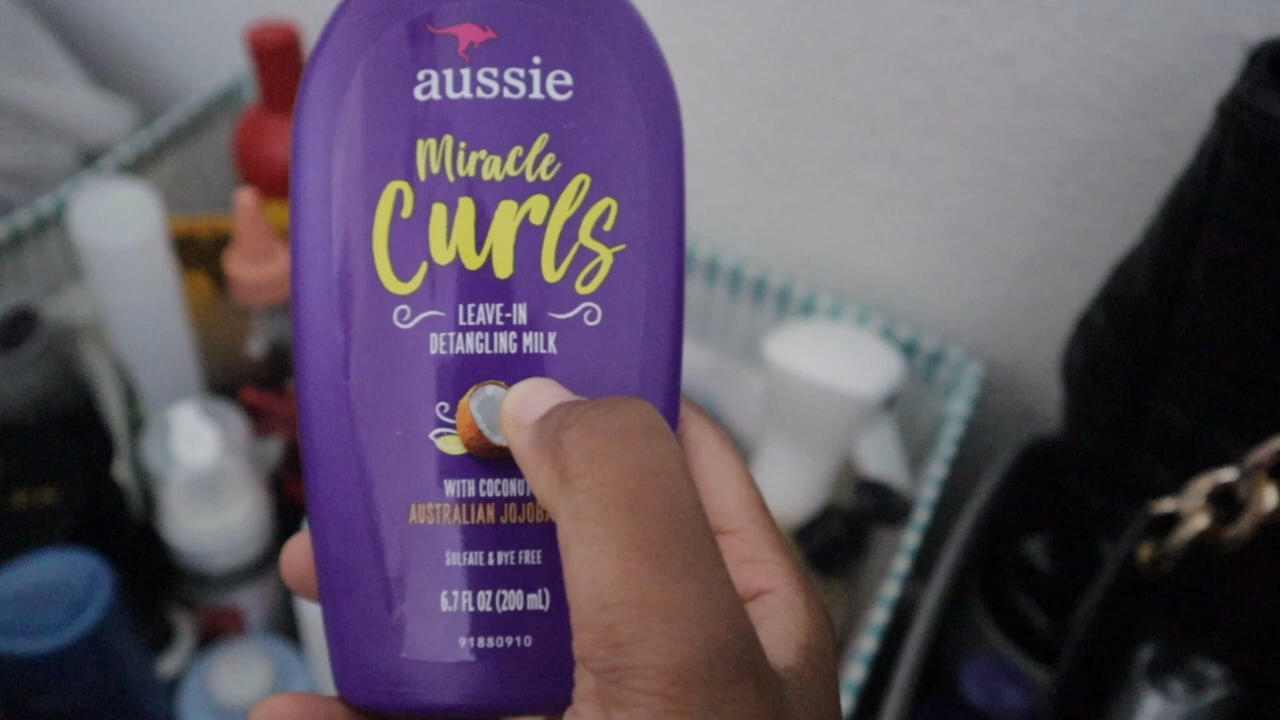 aussie
Miracle
Curls
LEAVE-IN
DETANGLING MILK
WITH COCONUT
AUSTRALIAN JOJOBA
SULFATE & DYE FREE
6.7 FL OZ (200 mL)
91880910